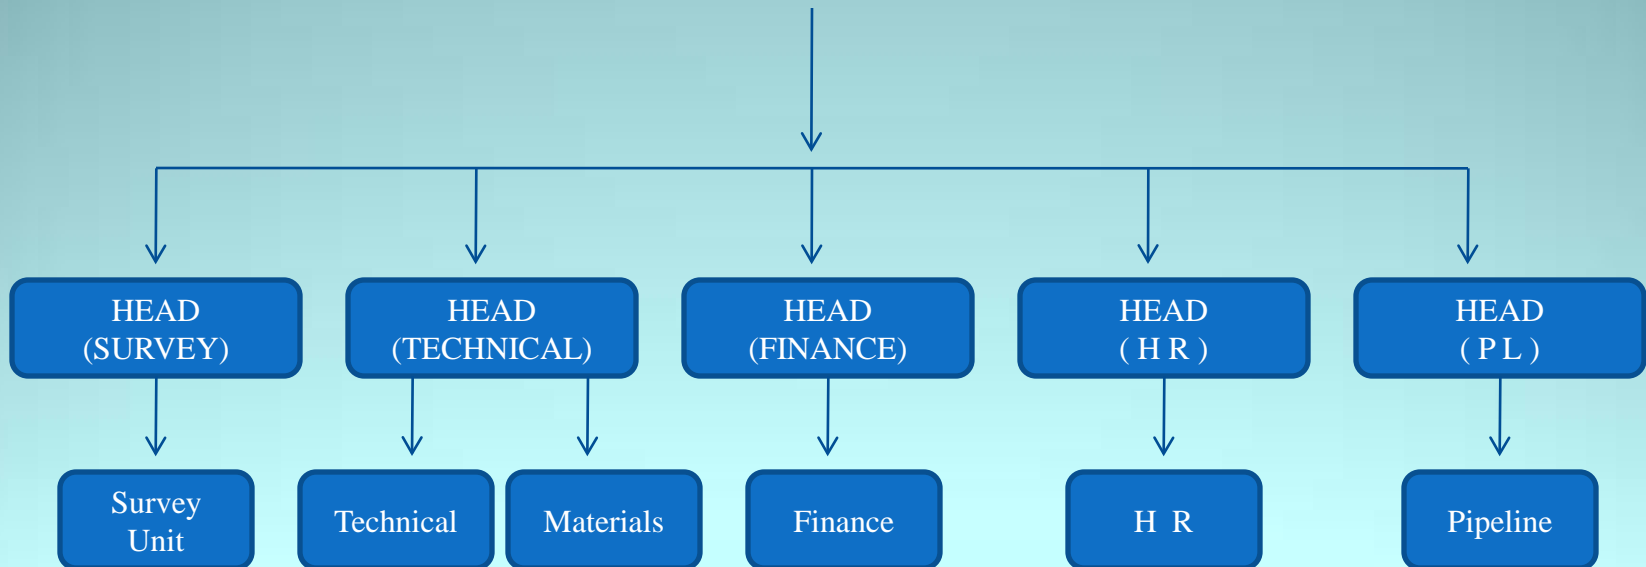 HEAD
(SURVEY)
HEAD
(TECHNICAL)
HEAD
(FINANCE)
HEAD
( H R )
HEAD
( P L )
Survey
Unit
Technical
Materials
Finance
H R
Pipeline